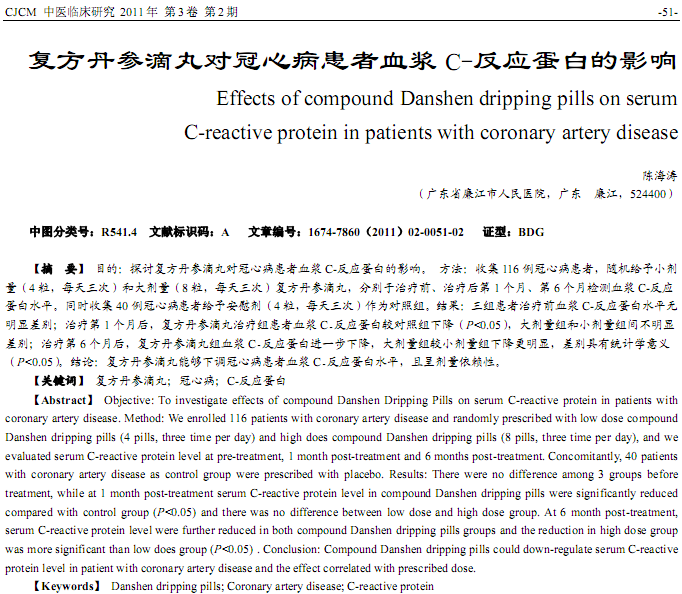 CJCM 中医临床研究 2011年 第3卷 第2期 -51-
复方丹参滴丸对冠心病患者血浆 C-反应蛋白的影响
Effects of compound Danshen dripping pills on serum
C-reactive protein in patients with coronary artery disease
陈海涛
（广东省廉江市人民医院，广东 廉江，524400）
中图分类号：R541.4 文献标识码：A 文章编号：1674-7860（2011）02-0051-02 证型：BDG
【摘 要】目的：探讨复方丹参滴丸对冠心病患者血浆 C-反应蛋白的影响。方法：收集 116 例冠心病患者，随机给予小剂
量（4 粒，每天三次）和大剂量（8 粒，每天三次）复方丹参滴丸，分别于治疗前、治疗后第 1 个月、第 6 个月检测血浆 C-反应
蛋白水平。同时收集 40 例冠心病患者给予安慰剂（4 粒，每天三次）作为对照组。结果：三组患者治疗前血浆 C-反应蛋白水平无
明显差别；治疗第 1 个月后，复方丹参滴丸治疗组患者血浆 C-反应蛋白较对照组下降（P<0.05），大剂量组和小剂量组间不明显
差别；治疗第 6 个月后，复方丹参滴丸组血浆 C-反应蛋白进一步下降，大剂量组较小剂量组下降更明显，差别具有统计学意义
（P<0.05）。结论：复方丹参滴丸能够下调冠心病患者血浆 C-反应蛋白水平，且呈剂量依赖性。
【关键词】复方丹参滴丸；冠心病；C-反应蛋白
【Abstract】 Objective: To investigate effects of compound Danshen Dripping Pills on serum C-reactive protein in patients with
coronary artery disease. Method: We enrolled 116 patients with coronary artery disease and randomly prescribed with low dose compound
Danshen dripping pills (4 pills, three time per day) and high does compound Danshen dripping pills (8 pills, three time per day), and we
evaluated serum C-reactive protein level at pre-treatment, 1 month post-treatment and 6 months post-treatment. Concomitantly, 40 patients
with coronary artery disease as control group were prescribed with placebo. Results: There were no difference among 3 groups before
treatment, while at 1 month post-treatment serum C-reactive protein level in compound Danshen dripping pills were significantly reduced
compared with control group (P<0.05) and there was no difference between low dose and high dose group. At 6 month post-treatment,
serum C-reactive protein level were further reduced in both compound Danshen dripping pills groups and the reduction in high dose group
was more significant than low does group (P<0.05) . Conclusion: Compound Danshen dripping pills could down-regulate serum C-reactive
protein level in patient with coronary artery disease and the effect correlated with prescribed dose.
【Keywords】 Danshen dripping pills; Coronary artery disease; C-reactive protein